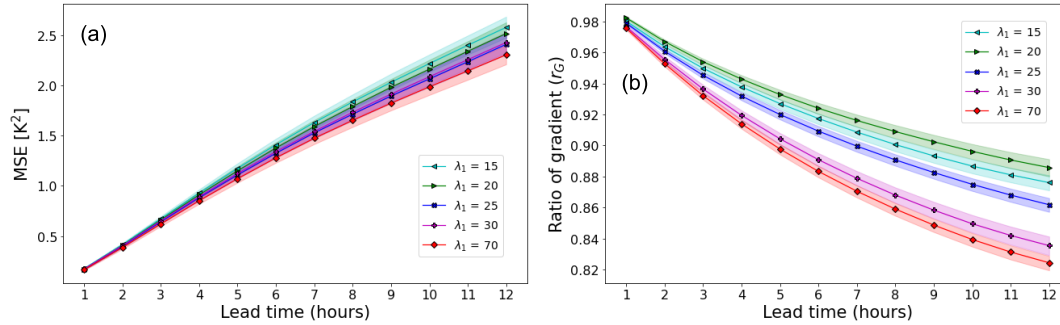 (a)
MSE [K²]
2.5
2.0
1.5
1.0
0.5
λ₁ = 15
λ₁ = 20
λ₁ = 25
λ₁ = 30
λ₁ = 70
1 2 3 4 5 6 7 8 9 10 11 12
Lead time (hours)
(b)
Ratio of gradient (r_G)
0.98
0.96
0.94
0.92
0.90
0.88
0.86
0.84
0.82
λ₁ = 15
λ₁ = 20
λ₁ = 25
λ₁ = 30
λ₁ = 70
1 2 3 4 5 6 7 8 9 10 11 12
Lead time (hours)